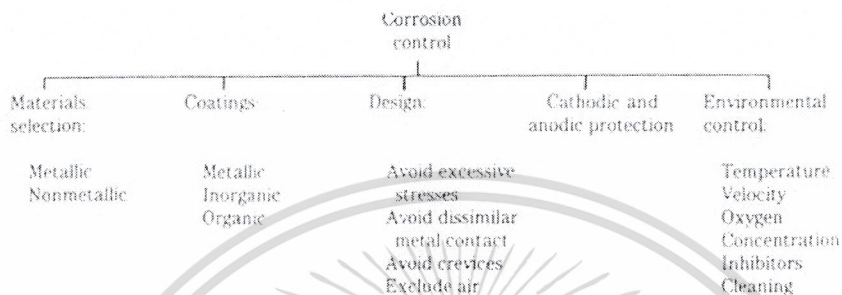 Corrosion
control
Materials
selection:
Metallic
Nonmetallic
Coatings
Metallic
Inorganic
Organic
Design:
Avoid excessive
stresses
Avoid dissimilar
metal contact
Avoid crevices
Exclude air
Cathodic and
anodic protection
Environmental
control:
Temperature
Velocity
Oxygen
Concentration
Inhibitors
Cleaning